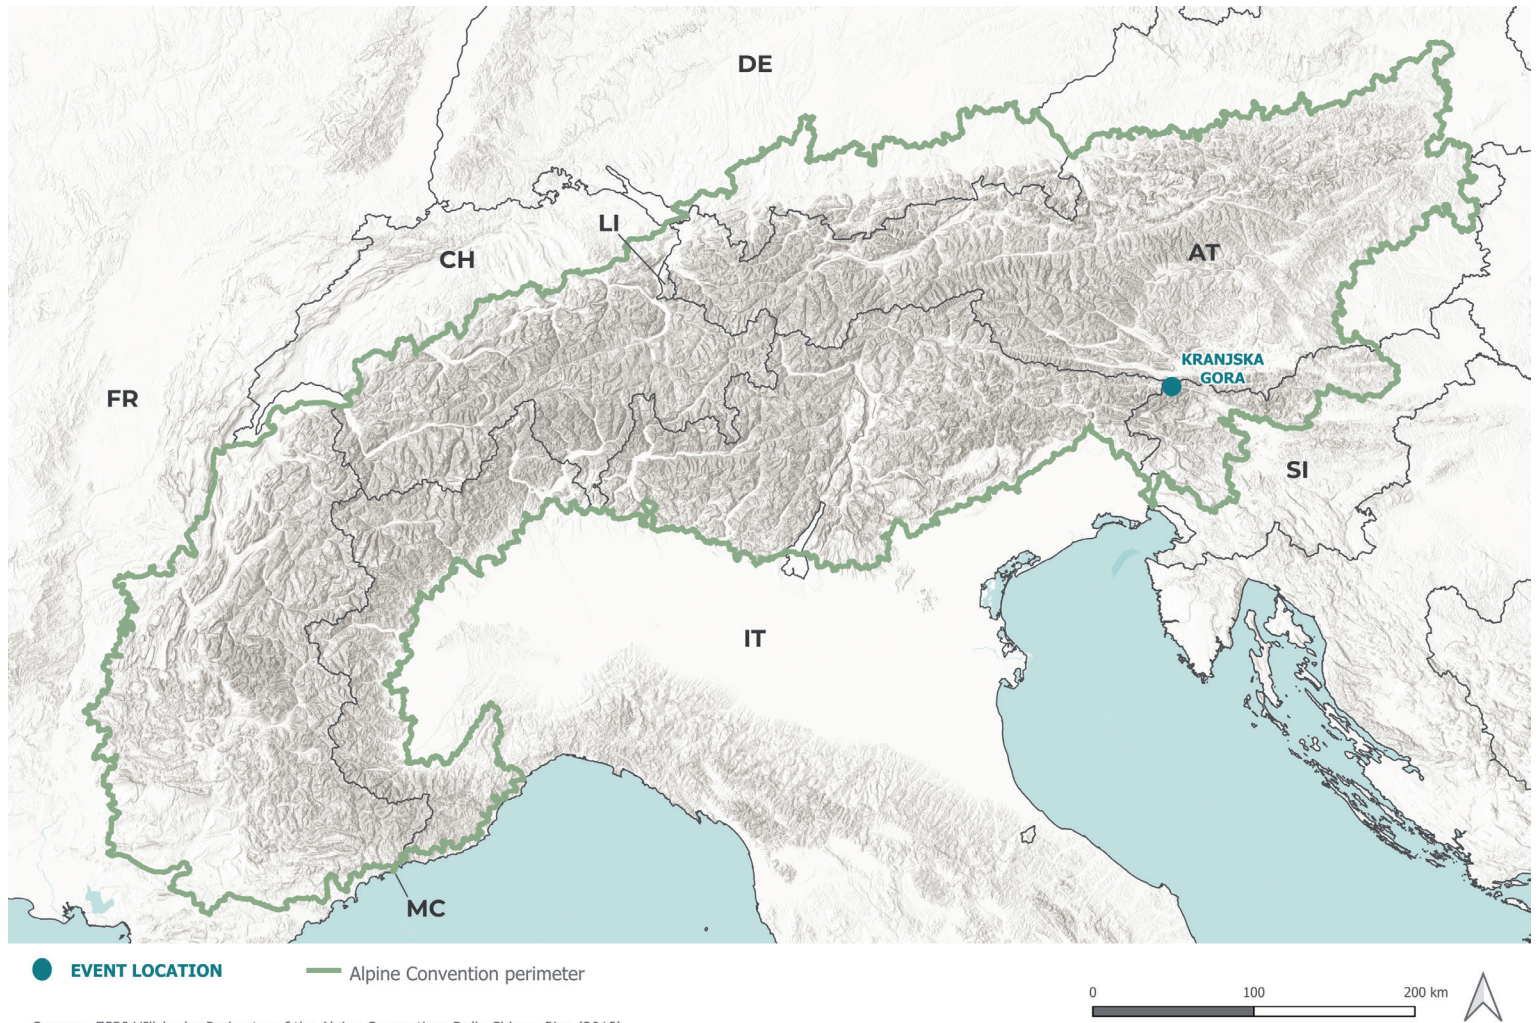 DE
LI
CH
AT
KRANJSKA
GORA
FR
SI
IT
MC
EVENT LOCATION
Alpine Convention perimeter
0 100 200 km